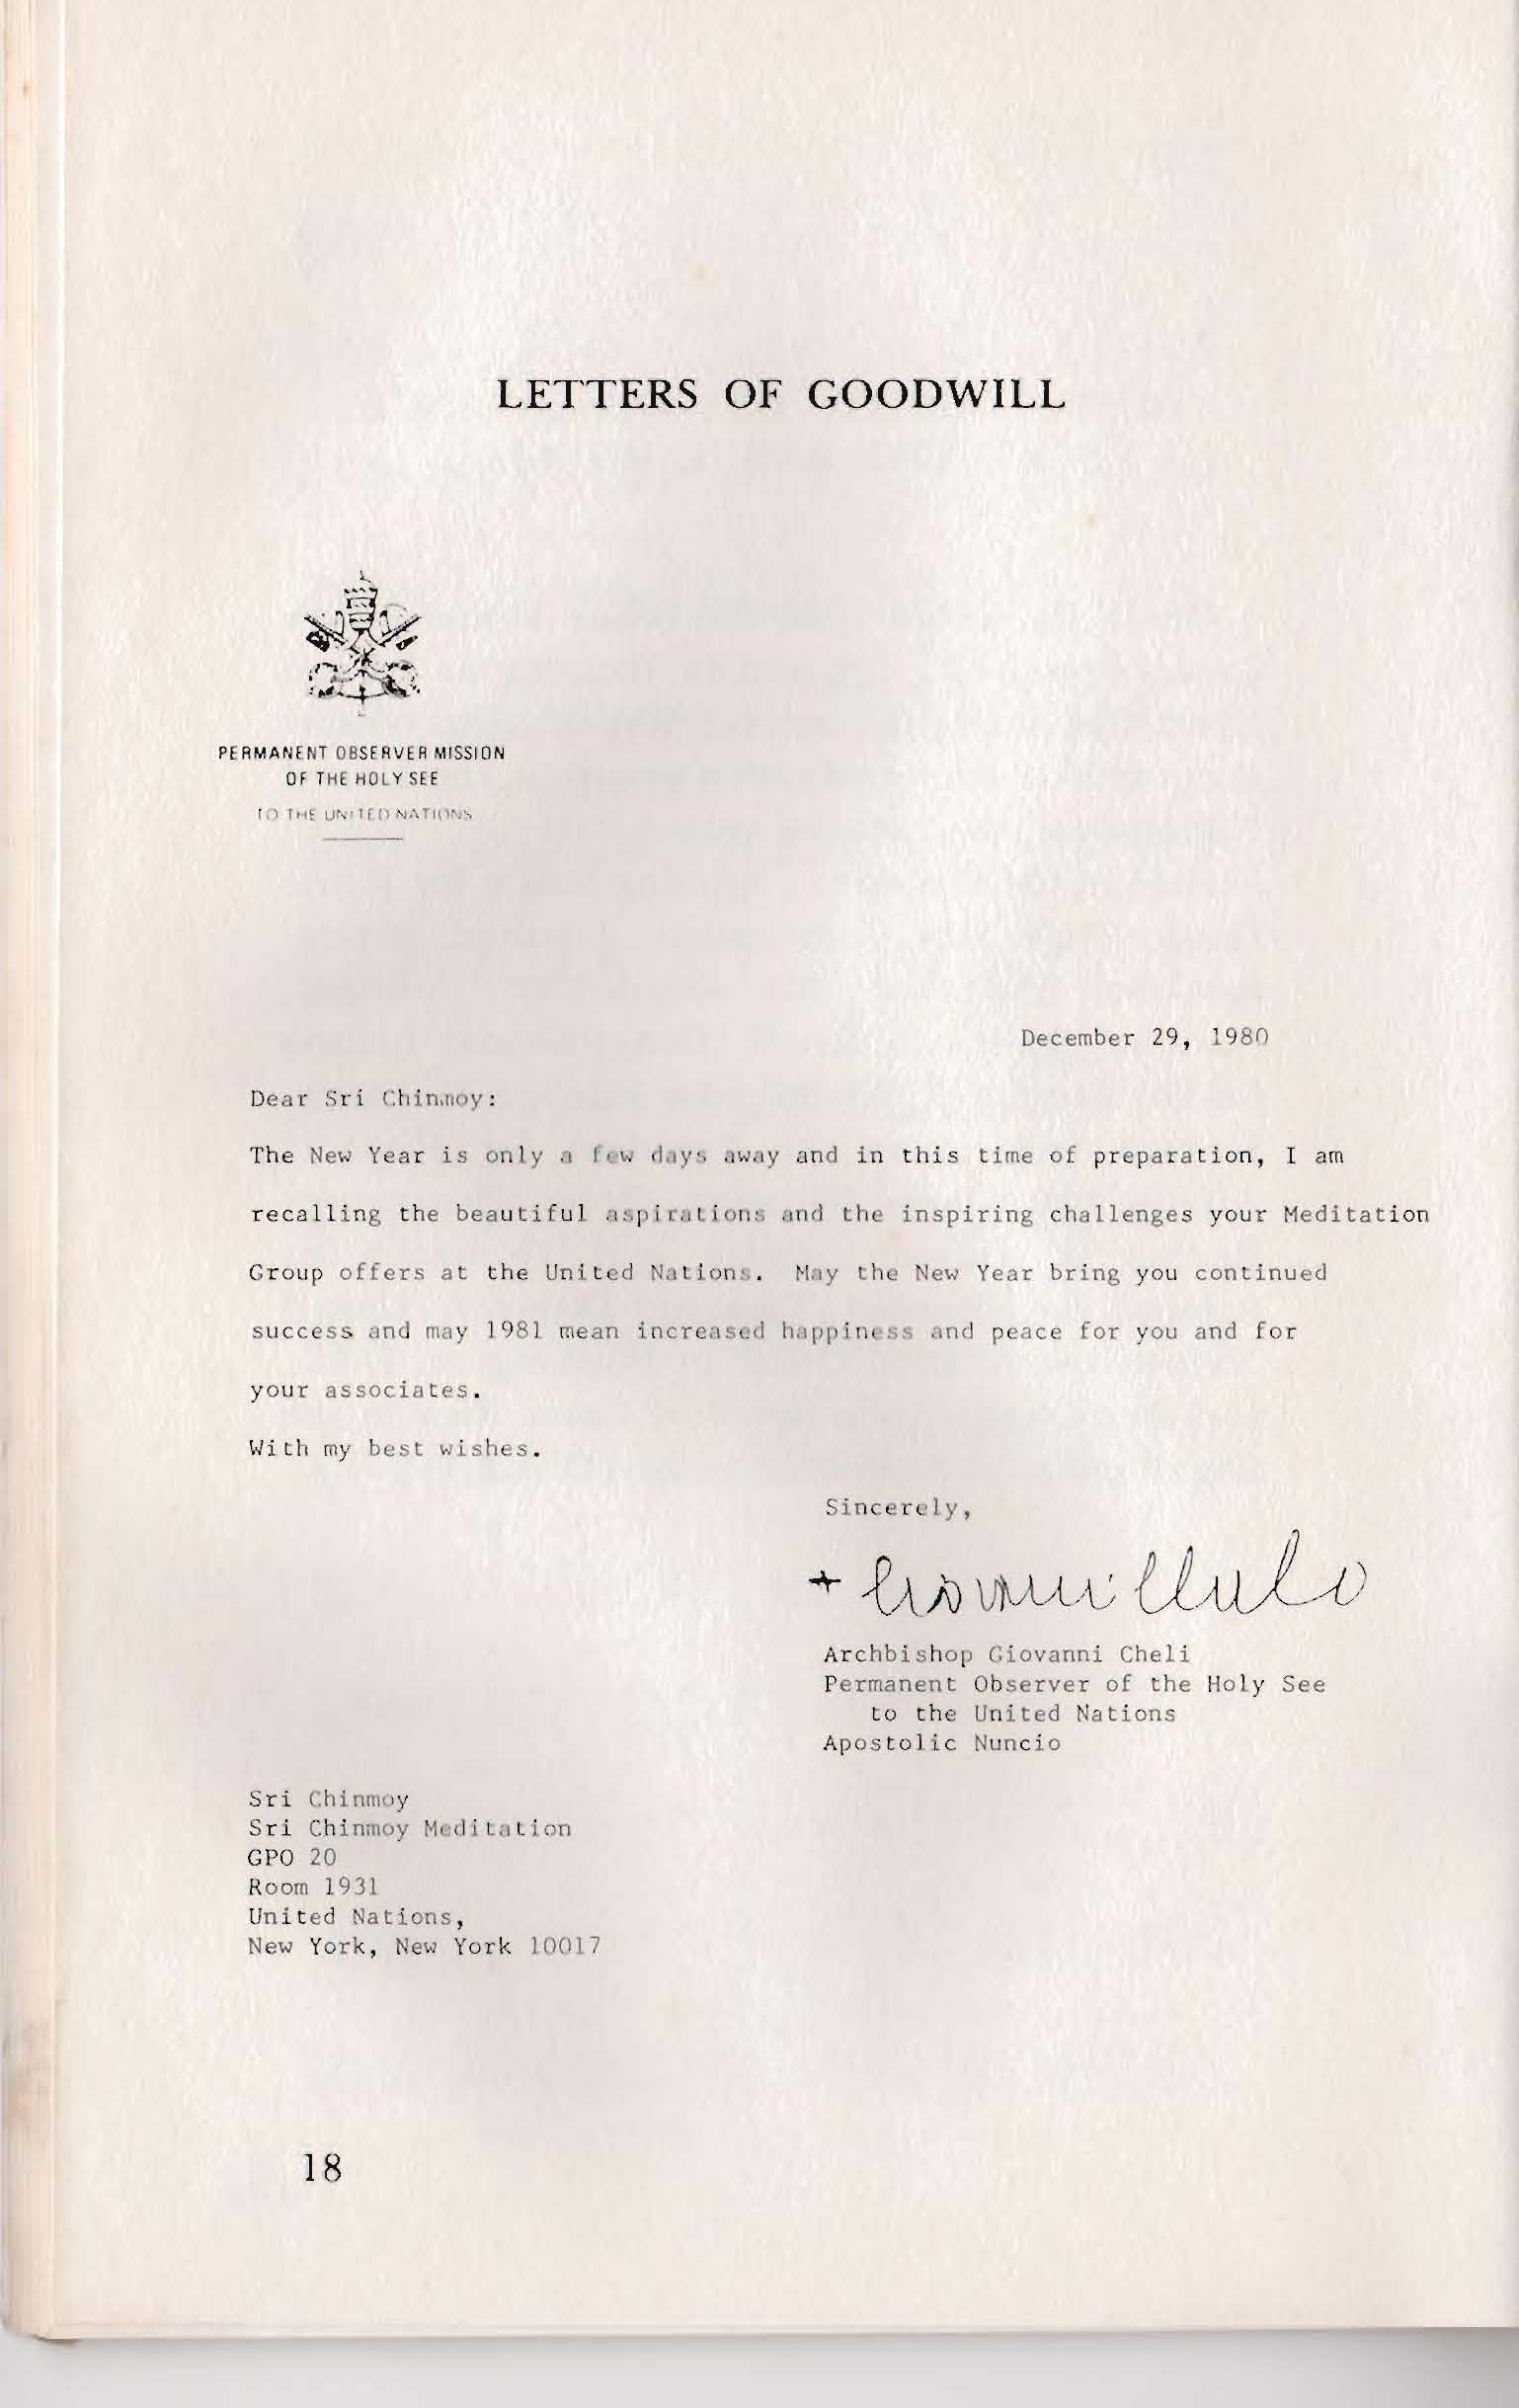 LETTERS OF GOODWILL
PERMANENT OBSERVER MISSION
OF THE HOLY SEE
TO THE UNITED NATIONS
December 29, 1980
Dear Sri Chinmoy:
The New Year is only a few days away and in this time of preparation, I am
recalling the beautiful aspirations and the inspiring challenges your Meditation
Group offers at the United Nations. May the New Year bring you continued
success and may 1981 mean increased happiness and peace for you and for
your associates.
With my best wishes.
Sincerely,
Archbishop Giovanni Cheli
Permanent Observer of the Holy See
to the United Nations
Apostolic Nuncio
Sri Chinmoy
Sri Chinmoy Meditation
GPO 20
Room 1931
United Nations,
New York, New York 10017
18